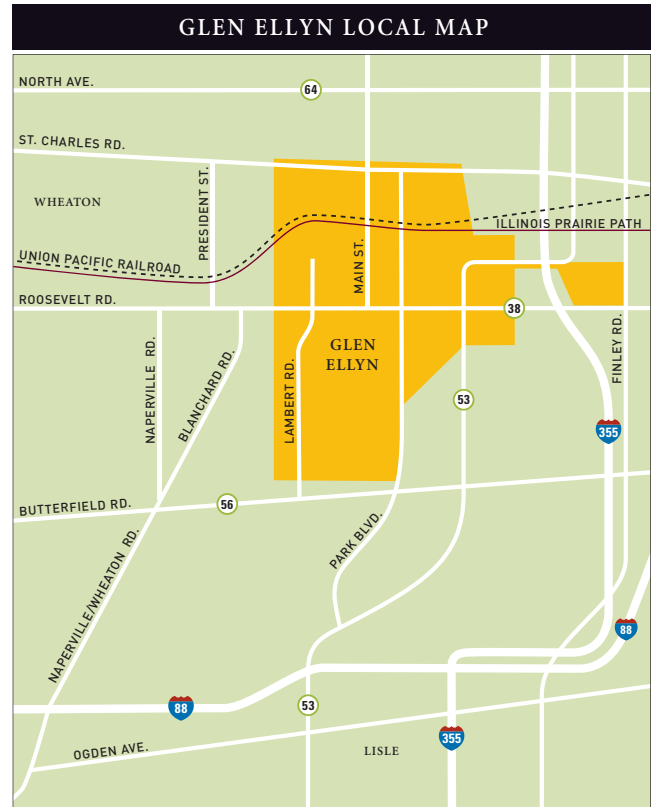 GLEN ELLYN LOCAL MAP
NORTH AVE.
64
ST. CHARLES RD.
WHEATON
PRESIDENT ST.
ILLINOIS PRAIRIE PATH
MAIN ST.
UNION PACIFIC RAILROAD
ROOSEVELT RD.
38
GLEN
ELLYN
NAPERVILLE RD.
BLANCHARD RD.
LAMBERT RD.
FINLEY RD.
53
355
BUTTERFIELD RD.
56
PARK BLVD.
NAPERVILLE/WHEATON RD.
88
88
53
355
OGDEN AVE.
LISLE